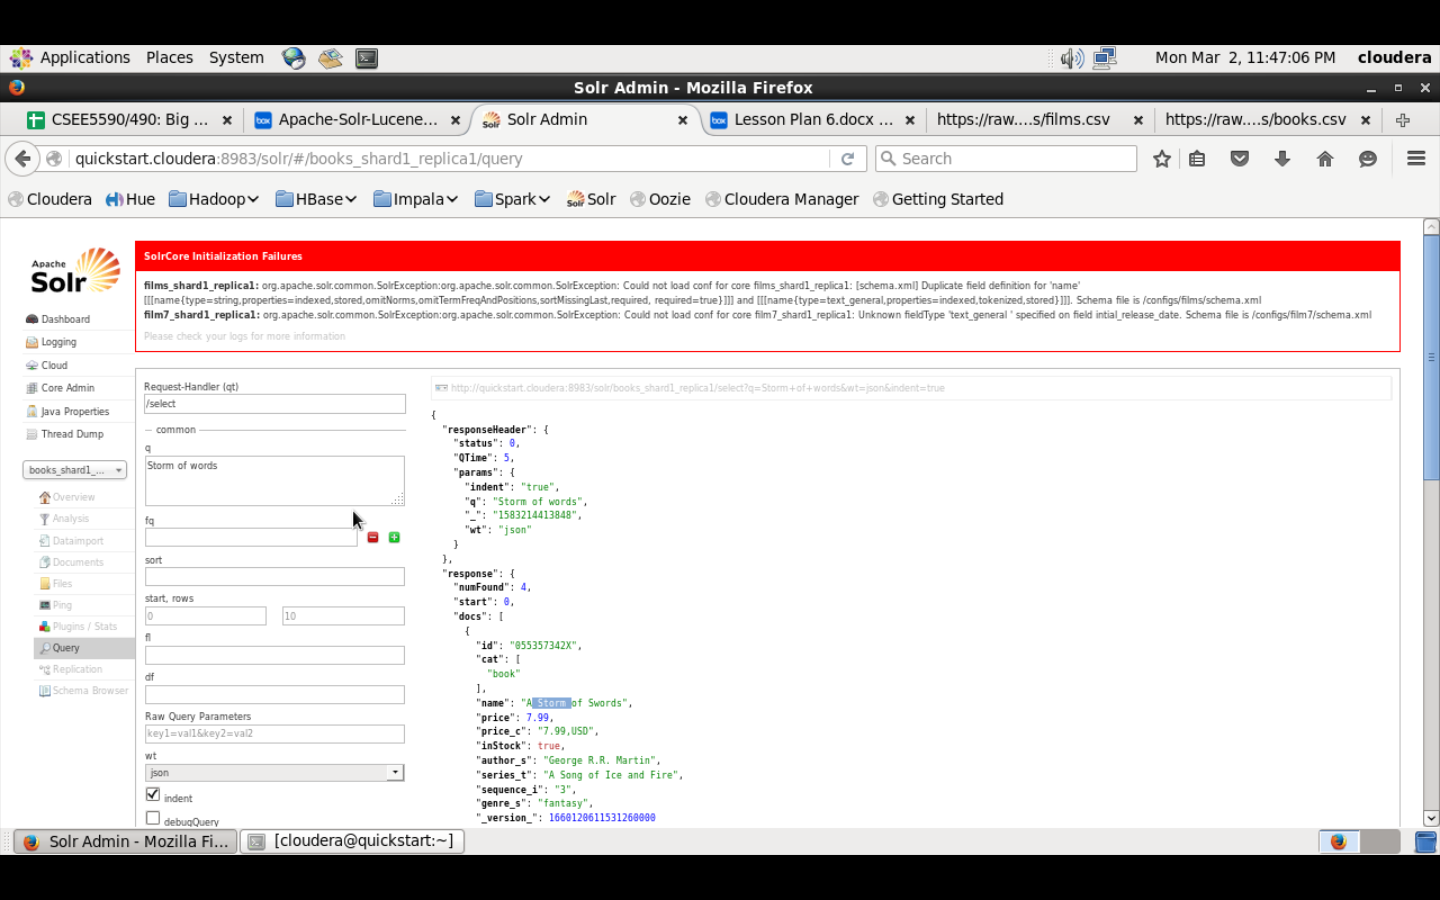 Applications Places System Mon Mar 2, 11:47:06 PM cloudera
Solr Admin - Mozilla Firefox
CSEE5590/490: Big ... Apache-Solr-Lucene... Solr Admin Lesson Plan 6.docx ... https://raw....s/films.csv https://raw....s/books.csv
quickstart.cloudera:8983/solr/#/books_shard1_replica1/query Search
Cloudera Hue Hadoop HBase Impala Spark Solr Oozie Cloudera Manager Getting Started
Apache
Solr
Dashboard
Logging
Cloud
Core Admin
Java Properties
Thread Dump
books_shard1_...
Overview
Analysis
Dataimport
Documents
Files
Ping
Plugins / Stats
Query
Replication
Schema Browser
SolrCore Initialization Failures
films_shard1_replica1: org.apache.solr.common.SolrException:org.apache.solr.common.SolrException: Could not load conf for core films_shard1_replica1: [schema.xml] Duplicate field definition for 'name'
[[[name{type=string,properties=indexed,stored,omitNorms,omitTermFreqAndPositions,sortMissingLast,required, required=true}]]] and [[[name{type=text_general,properties=indexed,tokenized,stored}]]]. Schema file is /configs/films/schema.xml
film7_shard1_replica1: org.apache.solr.common.SolrException:org.apache.solr.common.SolrException: Could not load conf for core film7_shard1_replica1: Unknown fieldType 'text_general ' specified on field intial_release_date. Schema file is /configs/film7/schema.xml
Please check your logs for more information
Request-Handler (qt)
/select
common
q
Storm of words
fq
sort
start, rows
0 10
fl
df
Raw Query Parameters
key1=val1&key2=val2
wt
json
indent
debugQuery
http://quickstart.cloudera:8983/solr/books_shard1_replica1/select?q=Storm+of+words&wt=json&indent=true
{
"responseHeader": {
"status": 0,
"QTime": 5,
"params": {
"indent": "true",
"q": "Storm of words",
"_": "1583214413848",
"wt": "json"
}
},
"response": {
"numFound": 4,
"start": 0,
"docs": [
{
"id": "055357342X",
"cat": [
"book"
],
"name": "A Storm of Swords",
"price": 7.99,
"price_c": "7.99,USD",
"inStock": true,
"author_s": "George R.R. Martin",
"series_t": "A Song of Ice and Fire",
"sequence_i": "3",
"genre_s": "fantasy",
"_version_": 1660120611531260000
Solr Admin - Mozilla Fi... [cloudera@quickstart:~]